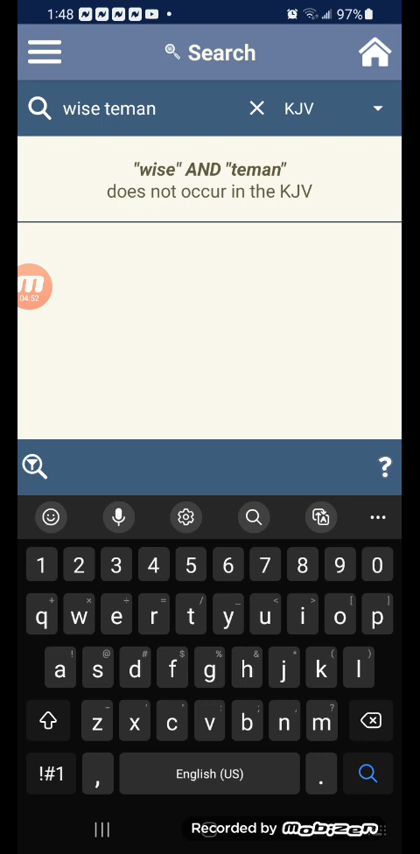 1:48 97%
Search
wise teman KJV
"wise" AND "teman"
does not occur in the KJV
04:52
?
1 2 3 4 5 6 7 8 9 0
q w e r t y u i o p
a s d f g h j k l
z x c v b n m
!#1 , English (US) .
Recorded by mobizen